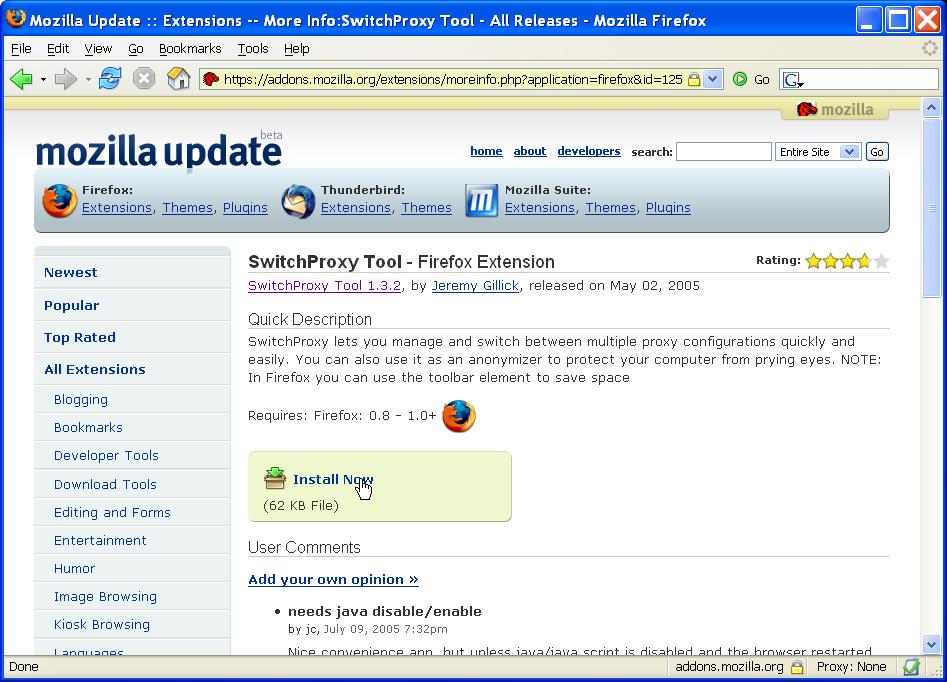 Mozilla Update :: Extensions -- More Info:SwitchProxy Tool - All Releases - Mozilla Firefox
File Edit View Go Bookmarks Tools Help
https://addons.mozilla.org/extensions/moreinfo.php?application=firefox&id=125 Go G
mozilla
mozilla update beta
home about developers search: Entire Site Go
Firefox: Thunderbird: Mozilla Suite:
Extensions, Themes, Plugins Extensions, Themes Extensions, Themes, Plugins
Newest
Popular
Top Rated
All Extensions
Blogging
Bookmarks
Developer Tools
Download Tools
Editing and Forms
Entertainment
Humor
Image Browsing
Kiosk Browsing
Languages
SwitchProxy Tool - Firefox Extension Rating:
SwitchProxy Tool 1.3.2, by Jeremy Gillick, released on May 02, 2005
Quick Description
SwitchProxy lets you manage and switch between multiple proxy configurations quickly and
easily. You can also use it as an anonymizer to protect your computer from prying eyes. NOTE:
In Firefox you can use the toolbar element to save space
Requires: Firefox: 0.8 - 1.0+
Install Now
(62 KB File)
User Comments
Add your own opinion »
• needs java disable/enable
by jc, July 09, 2005 7:32pm
Nice convenience app, but unless java/java script is disabled and the browser restarted
Done addons.mozilla.org Proxy: None